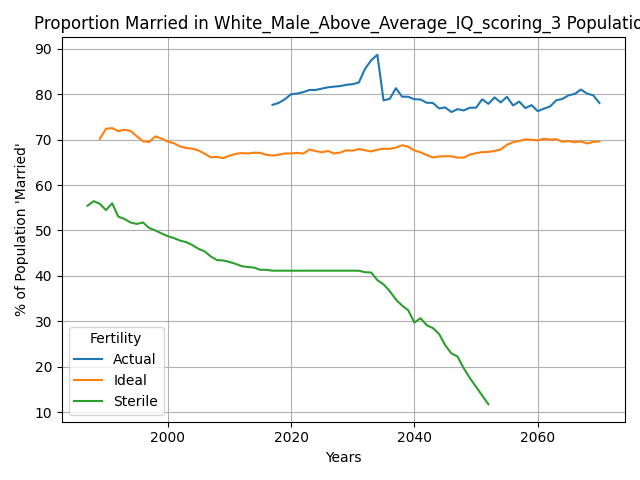 Proportion Married in White_Male_Above_Average_IQ_scoring_3 Populatio
% of Population 'Married'
90
80
70
60
50
40
30
20
10
Fertility
Actual
Ideal
Sterile
2000 2020 2040 2060
Years